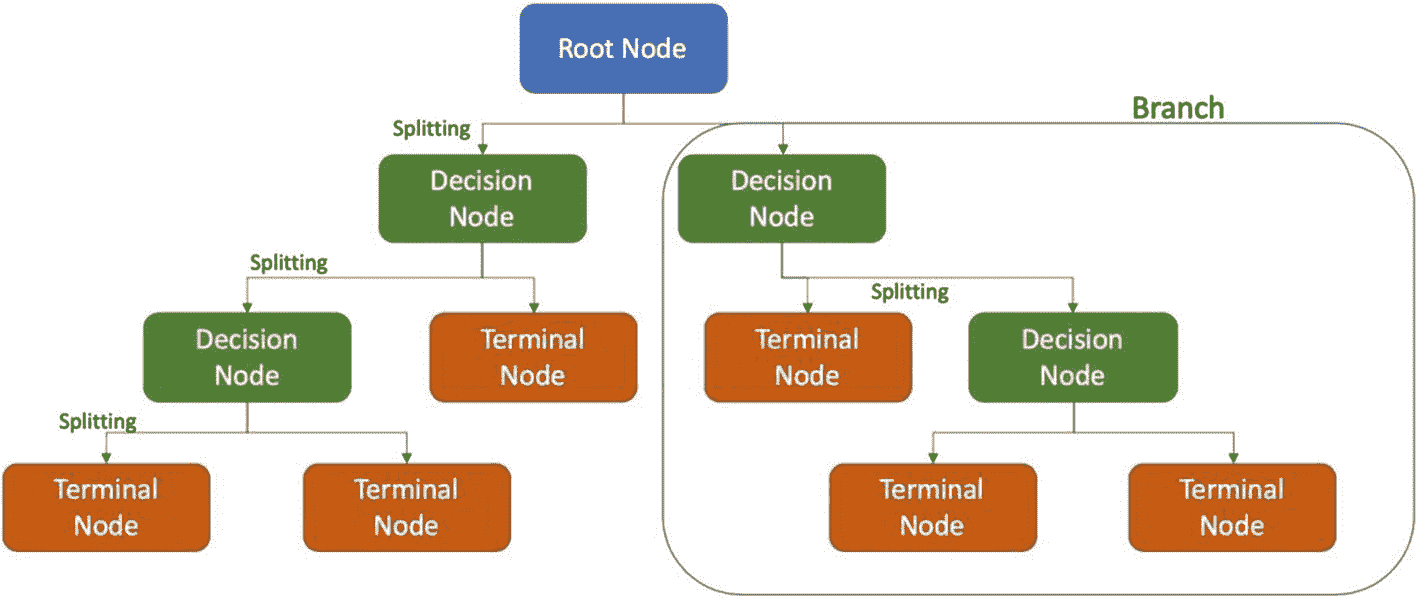 Root Node
Branch
Splitting
Decision
Node
Decision
Node
Splitting
Splitting
Decision
Node
Terminal
Node
Terminal
Node
Decision
Node
Splitting
Terminal
Node
Terminal
Node
Terminal
Node
Terminal
Node